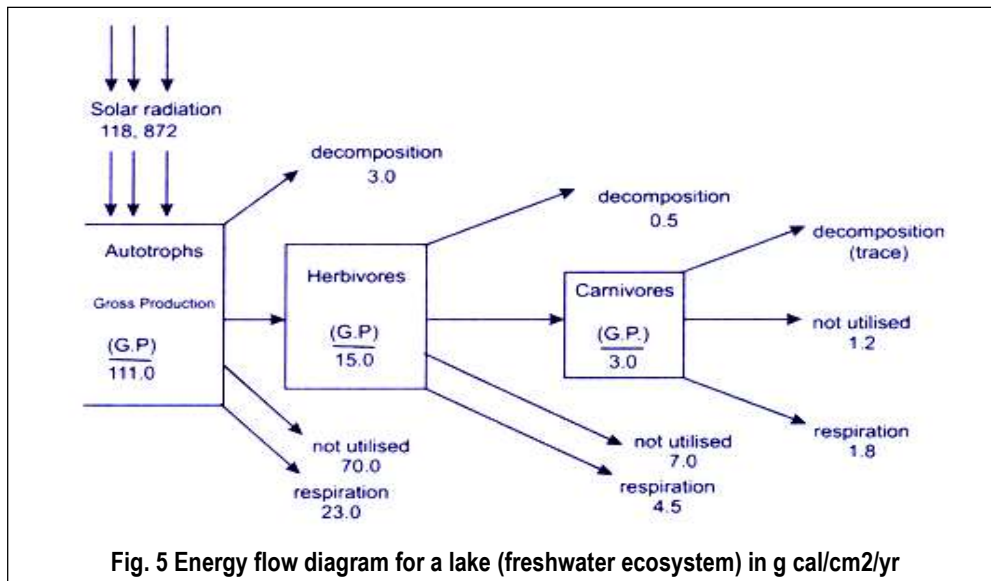 Solar radiation
118, 872
decomposition
3.0
decomposition
0.5
decomposition
(trace)
Autotrophs
Gross Production
(G.P)
111.0
Herbivores
(G.P)
15.0
Carnivores
(G.P.)
3.0
not utilised
1.2
not utilised
70.0
respiration
23.0
not utilised
7.0
respiration
4.5
respiration
1.8
Fig. 5 Energy flow diagram for a lake (freshwater ecosystem) in g cal/cm2/yr